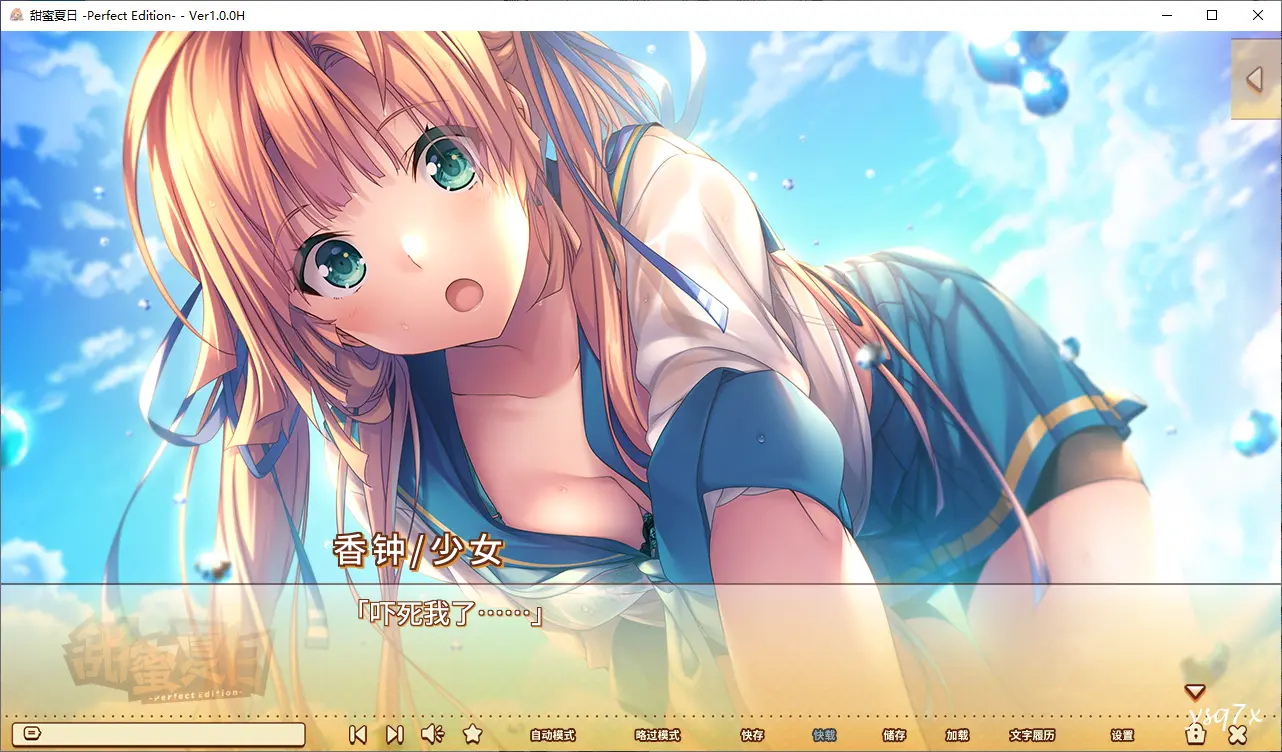 甜蜜夏日 -Perfect Edition- - Ver1.0.0H
香钟/少女
「吓死我了……」
甜蜜夏日
-Perfect Edition-
ysq7x
自动模式 略过模式 快存 快载 储存 加载 文字履历 设置